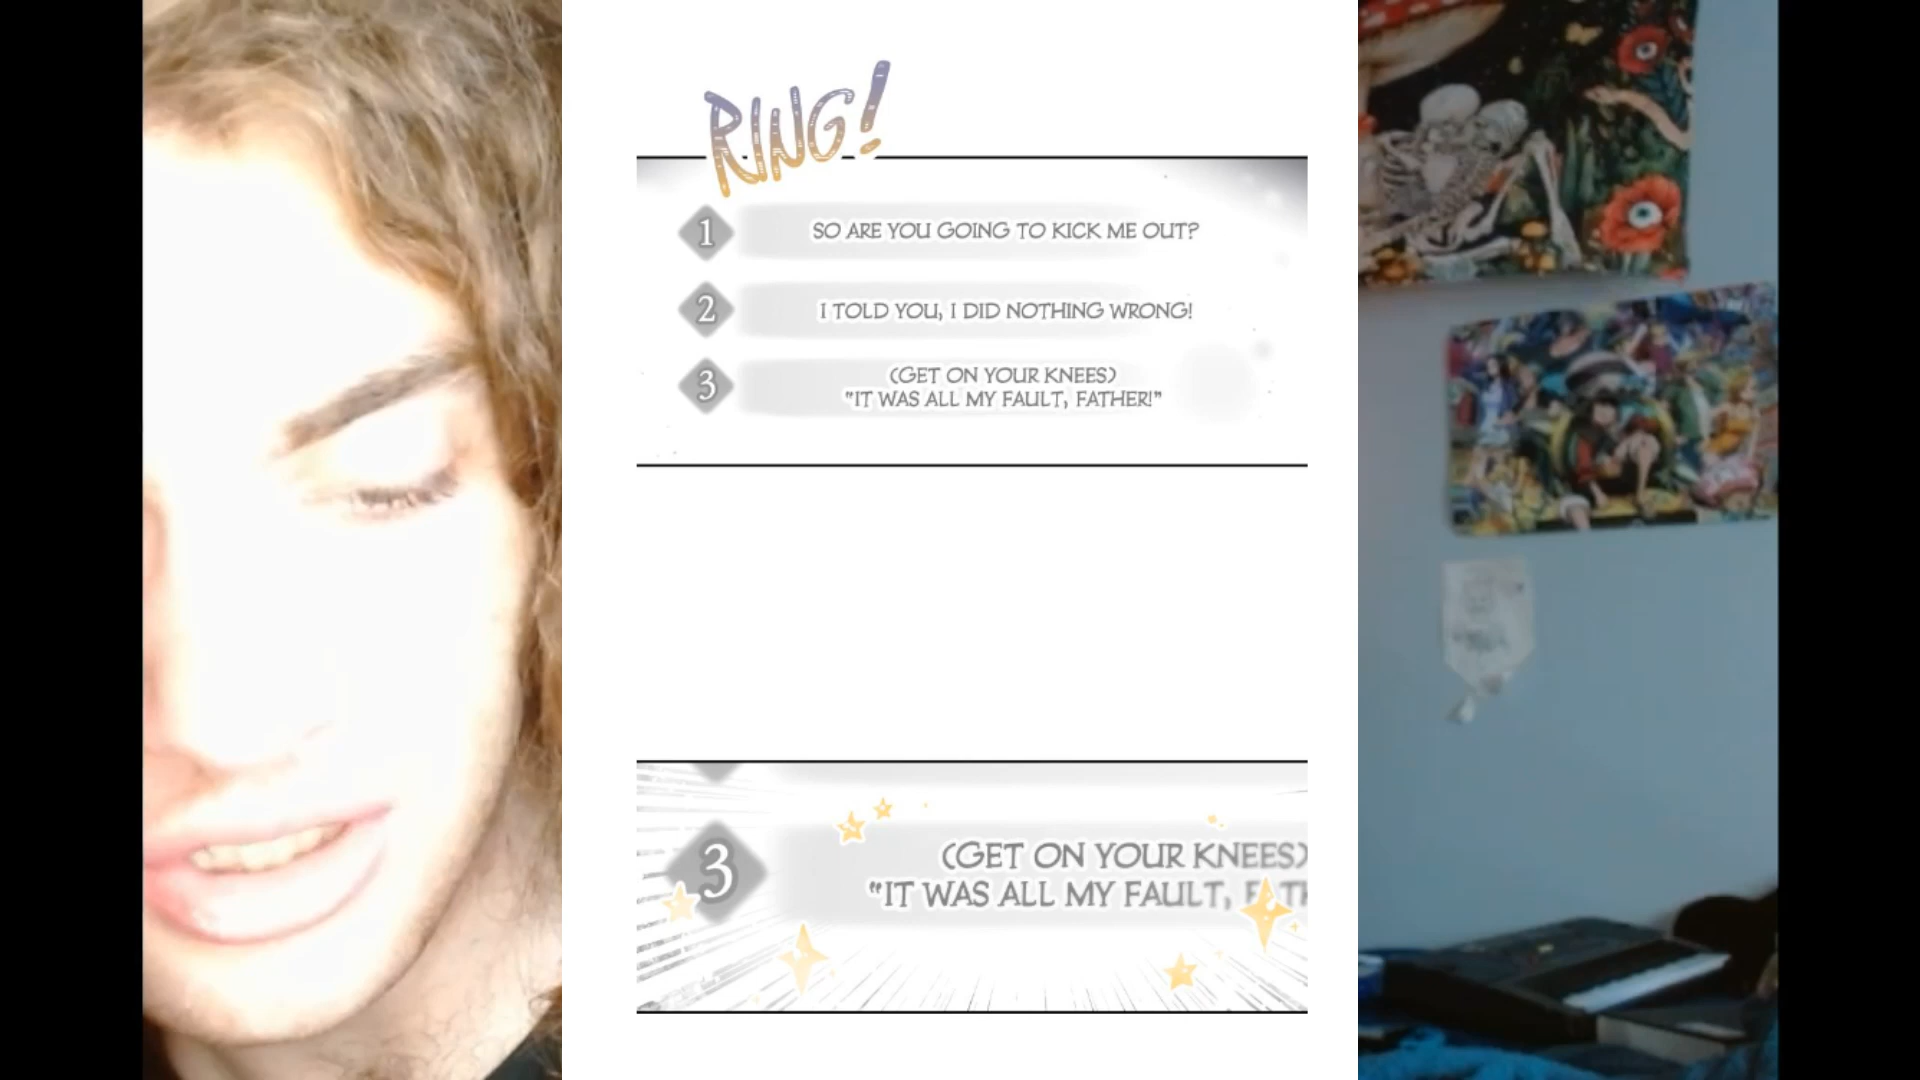 RING!
1
SO ARE YOU GOING TO KICK ME OUT?
2
I TOLD YOU, I DID NOTHING WRONG!
3
(GET ON YOUR KNEES)
"IT WAS ALL MY FAULT, FATHER!"
3
(GET ON YOUR KNEES)
"IT WAS ALL MY FAULT,